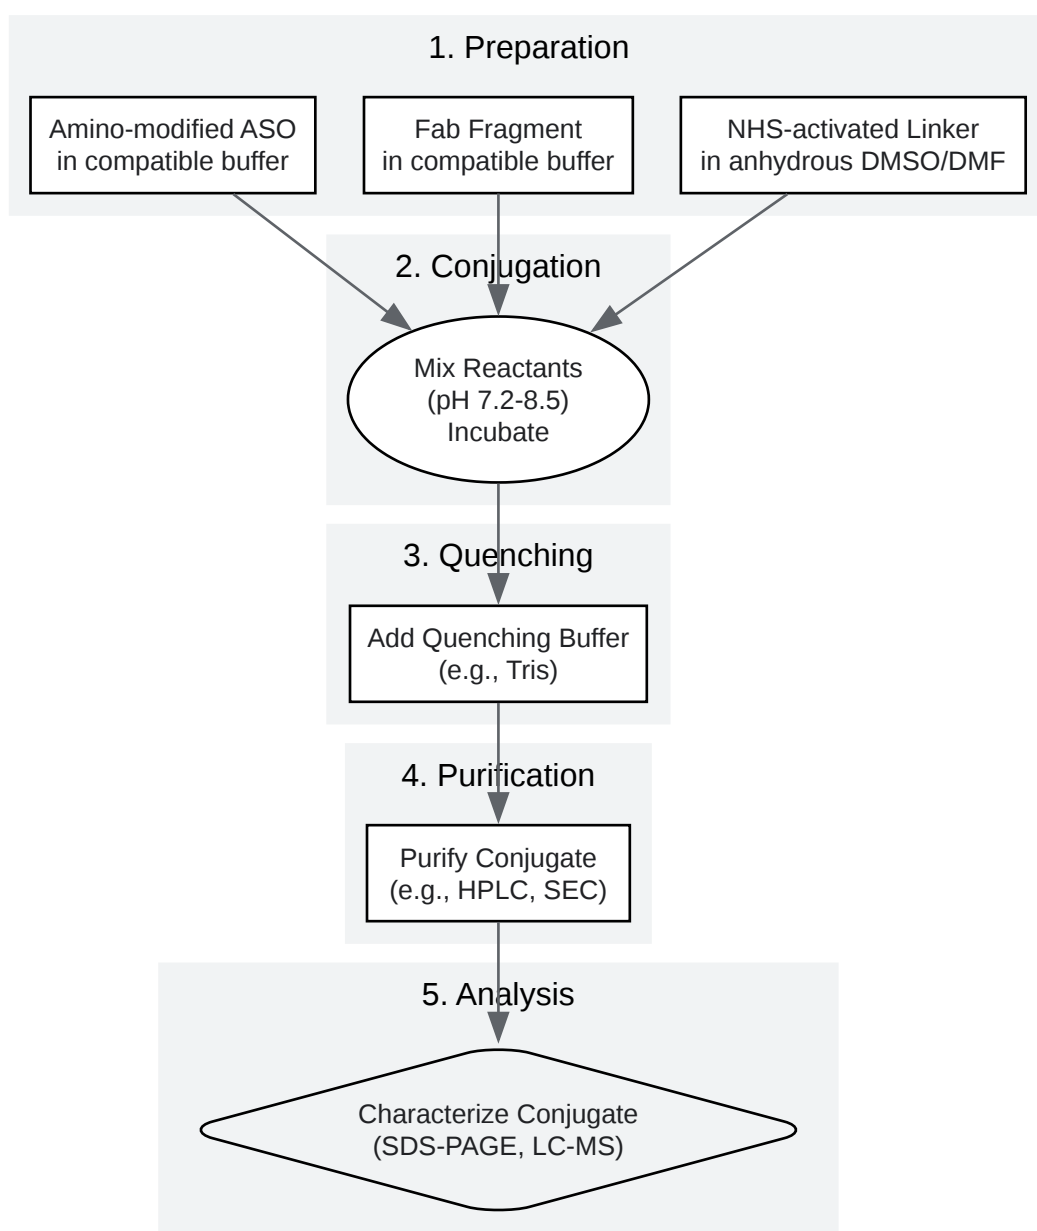 1. Preparation
Amino-modified ASO
in compatible buffer
Fab Fragment
in compatible buffer
NHS-activated Linker
in anhydrous DMSO/DMF
2. Conjugation
Mix Reactants
(pH 7.2-8.5)
Incubate
3. Quenching
Add Quenching Buffer
(e.g., Tris)
4. Purification
Purify Conjugate
(e.g., HPLC, SEC)
5. Analysis
Characterize Conjugate
(SDS-PAGE, LC-MS)